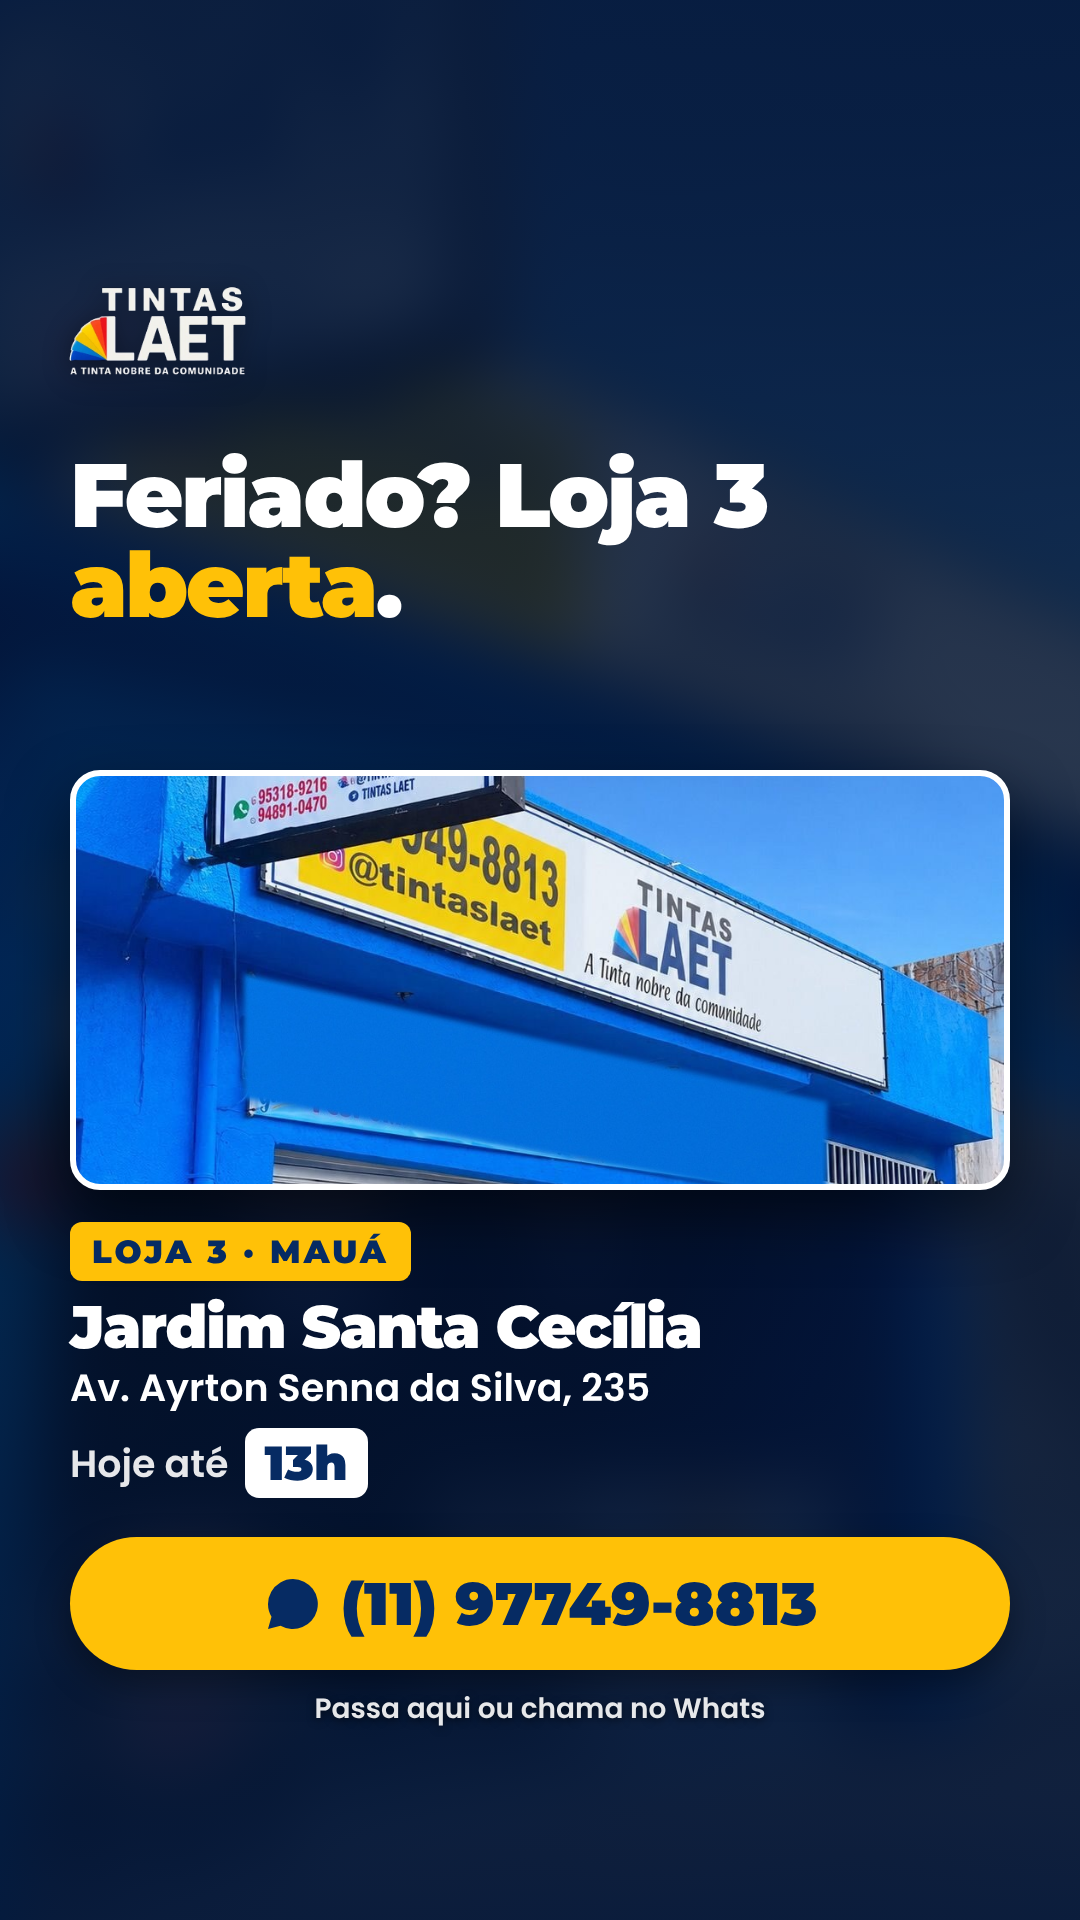 TINTAS
LAET
A TINTA NOBRE DA COMUNIDADE
Feriado? Loja 3
aberta.
95318-9216
94891-0470
TINTAS LAET
549-8813
@tintaslaet
TINTAS
LAET
A Tinta nobre da comunidade
LOJA 3 • MAUÁ
Jardim Santa Cecília
Av. Ayrton Senna da Silva, 235
Hoje até 13h
(11) 97749-8813
Passa aqui ou chama no Whats